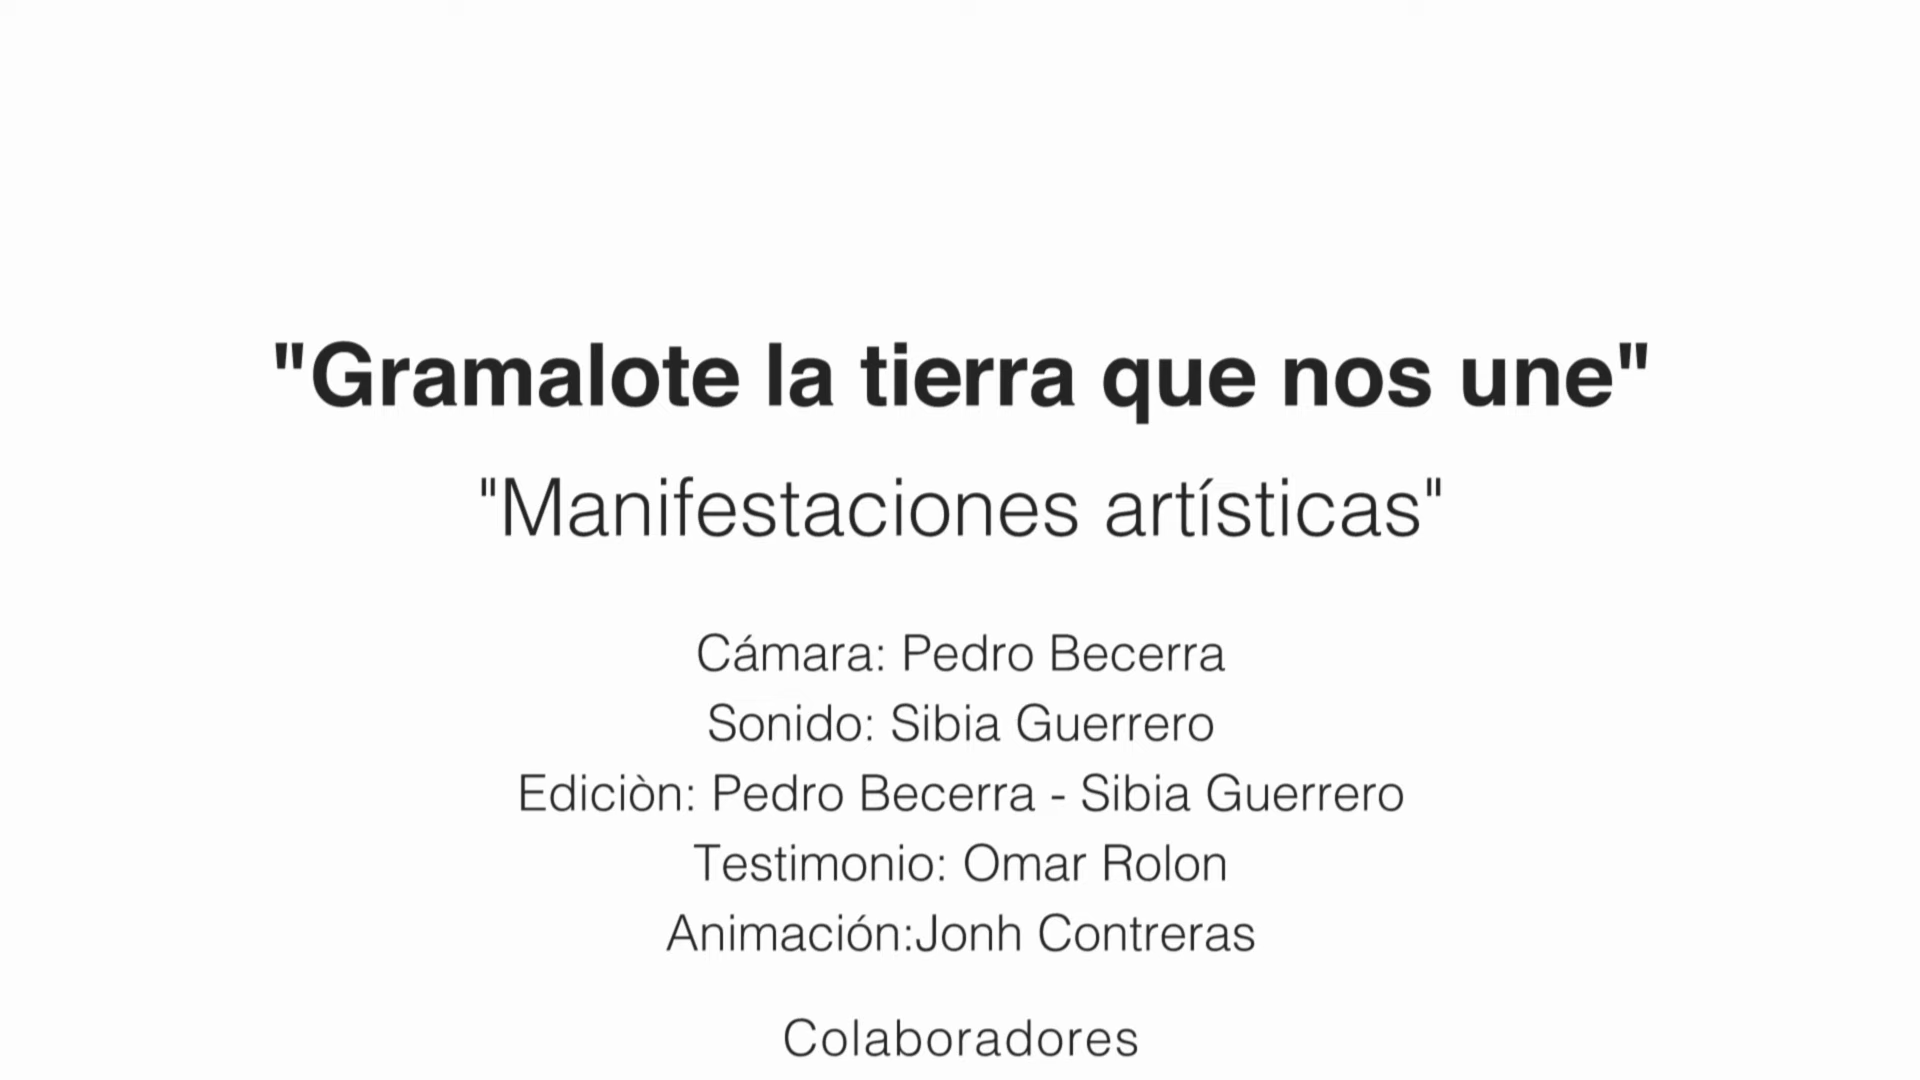 "Gramalote la tierra que nos une"
"Manifestaciones artísticas"
Cámara: Pedro Becerra
Sonido: Sibia Guerrero
Ediciòn: Pedro Becerra - Sibia Guerrero
Testimonio: Omar Rolon
Animación:Jonh Contreras
Colaboradores